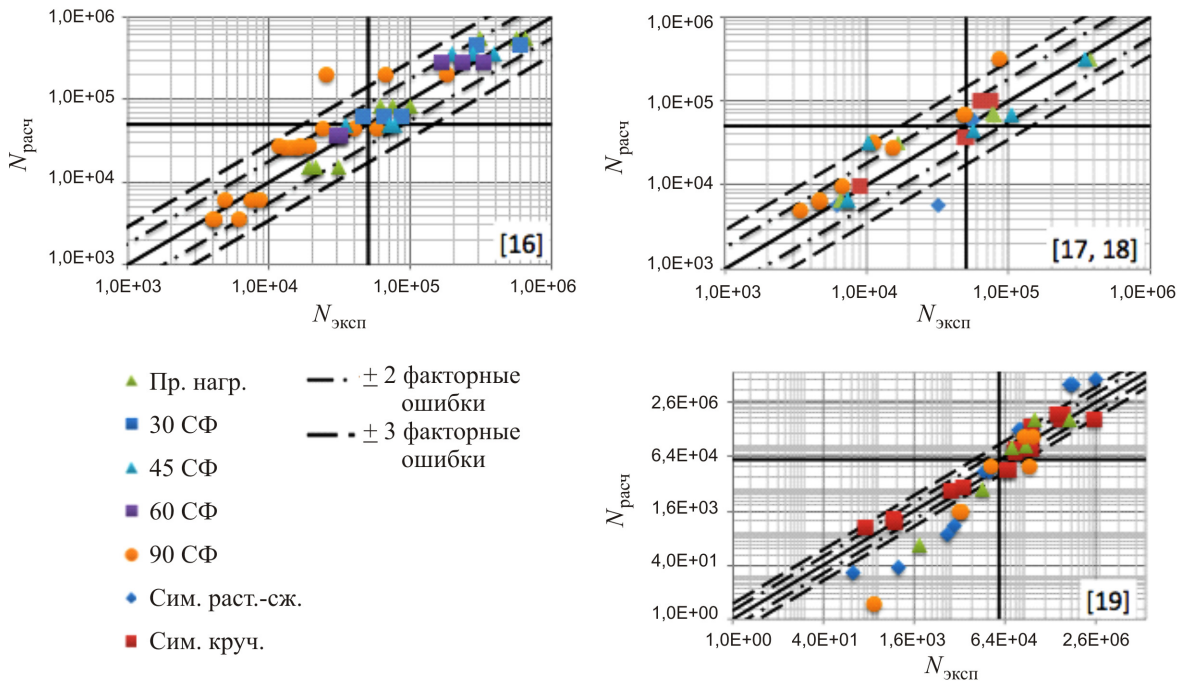 1,0E+06
1,0E+05
1,0E+04
1,0E+03
Nрасч
[16]
1,0E+03 1,0E+04 1,0E+05 1,0E+06
Nэксп
1,0E+06
1,0E+05
1,0E+04
1,0E+03
Nрасч
[17, 18]
1,0E+03 1,0E+04 1,0E+05 1,0E+06
Nэксп
Пр. нагр.
30 СФ
45 СФ
60 СФ
90 СФ
Сим. раст.-сж.
Сим. круч.
± 2 факторные
ошибки
± 3 факторные
ошибки
2,6E+06
6,4E+04
1,6E+03
4,0E+01
1,0E+00
Nрасч
[19]
1,0E+00 4,0E+01 1,6E+03 6,4E+04 2,6E+06
Nэксп